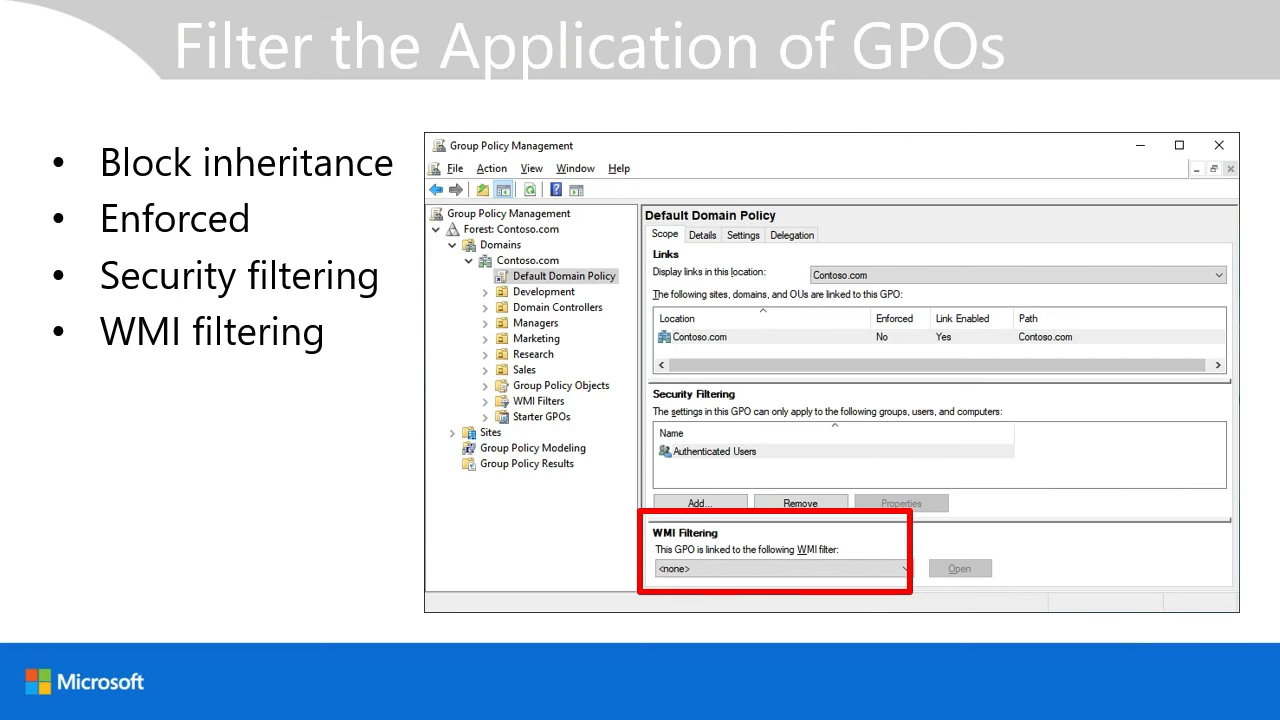 Filter the Application of GPOs
• Block inheritance
• Enforced
• Security filtering
• WMI filtering
Group Policy Management
File Action View Window Help
Group Policy Management
Forest: Contoso.com
Domains
Contoso.com
Default Domain Policy
Development
Domain Controllers
Managers
Marketing
Research
Sales
Group Policy Objects
WMI Filters
Starter GPOs
Sites
Group Policy Modeling
Group Policy Results
Default Domain Policy
Scope Details Settings Delegation
Links
Display links in this location: Contoso.com
The following sites, domains, and OUs are linked to this GPO:
Location Enforced Link Enabled Path
Contoso.com No Yes Contoso.com
Security Filtering
The settings in this GPO can only apply to the following groups, users, and computers:
Name
Authenticated Users
Add... Remove Properties
WMI Filtering
This GPO is linked to the following WMI filter:
<none> Open
Microsoft